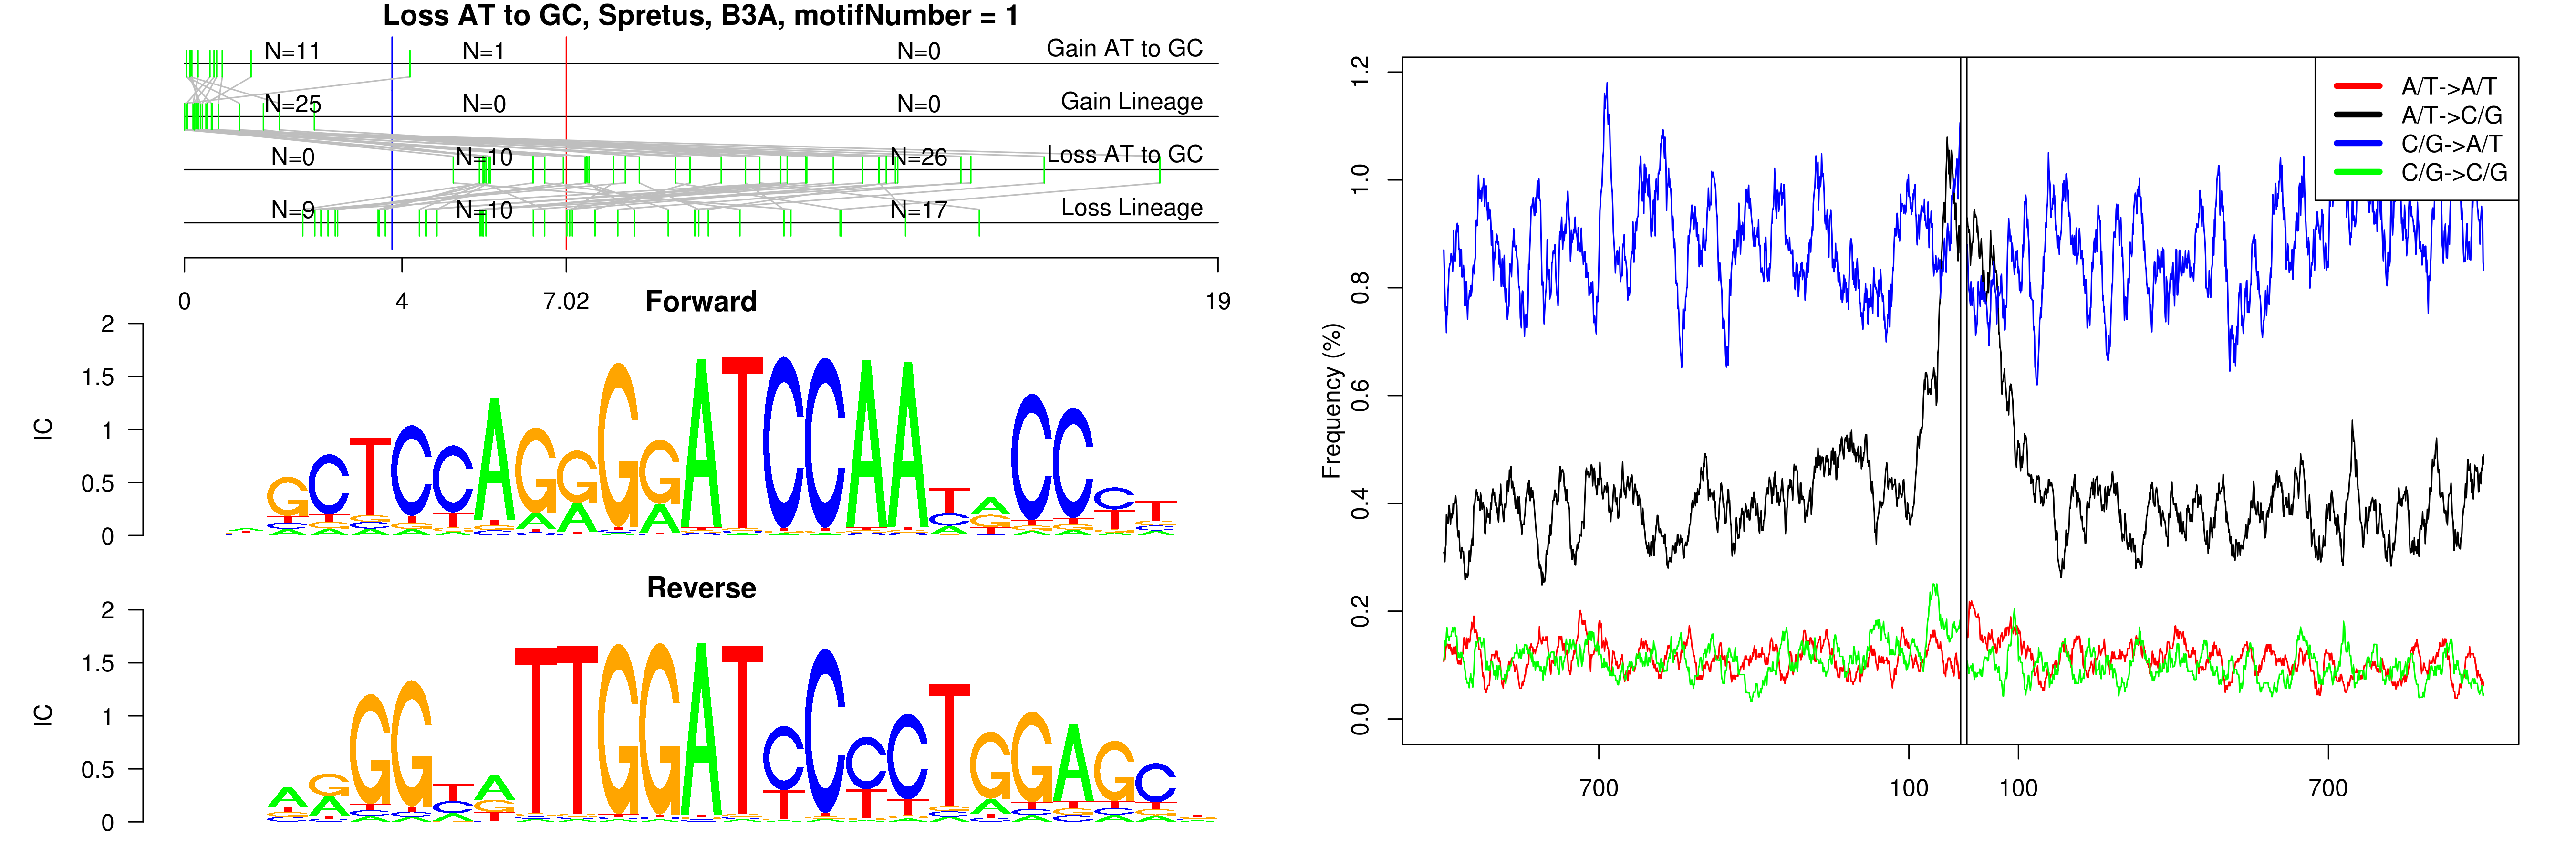 Loss AT to GC, Spretus, B3A, motifNumber = 1
N=11 N=1 N=0 Gain AT to GC
N=25 N=0 N=0 Gain Lineage
N=0 N=10 N=26 Loss AT to GC
N=9 N=10 N=17 Loss Lineage
0 4 7.02 19
Forward
IC
2
1.5
1
0.5
0
GCTCCAGGGGATCCAATACCCT
Reverse
IC
2
1.5
1
0.5
0
AGGGTATTGGATCCCCTGGAGC
Frequency (%)
1.2
1.0
0.8
0.6
0.4
0.2
0.0
700 100 100 700
A/T->A/T
A/T->C/G
C/G->A/T
C/G->C/G